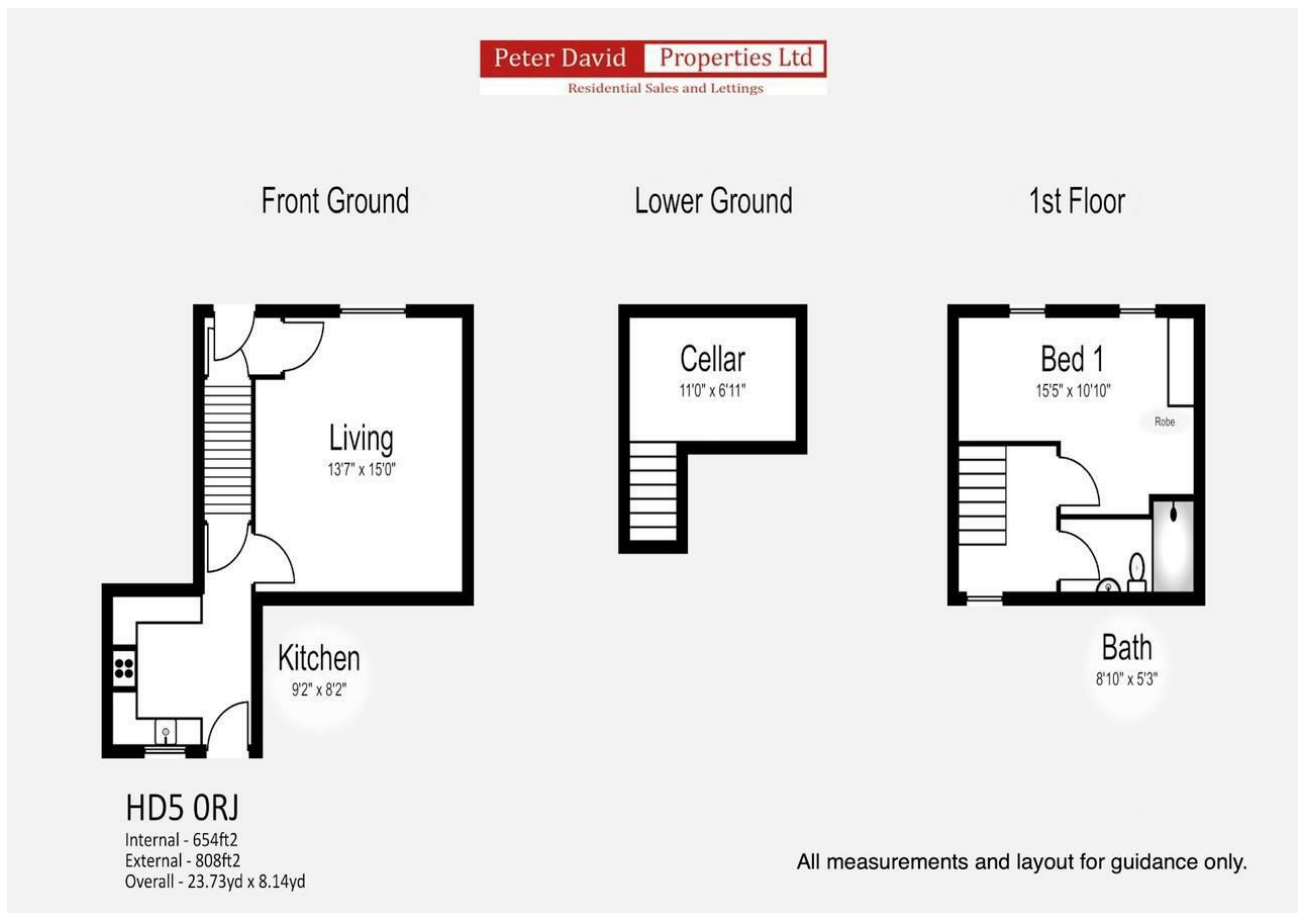 Peter David Properties Ltd
Residential Sales and Lettings
Front Ground
Lower Ground
1st Floor
Living
13'7" x 15'0"
Cellar
11'0" x 6'11"
Bed 1
15'5" x 10'10"
Robe
Kitchen
9'2" x 8'2"
Bath
8'10" x 5'3"
HD5 0RJ
Internal - 654ft2
External - 808ft2
Overall - 23.73yd x 8.14yd
All measurements and layout for guidance only.